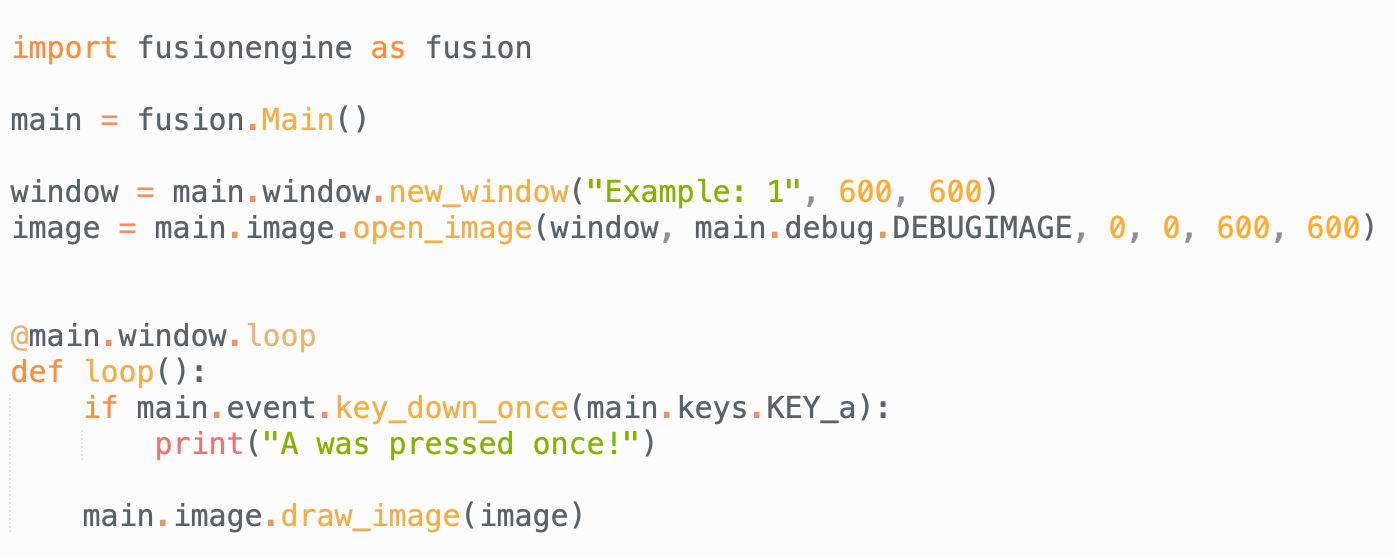 import fusionengine as fusion
main = fusion.Main()
window = main.window.new_window("Example: 1", 600, 600)
image = main.image.open_image(window, main.debug.DEBUGIMAGE, 0, 0, 600, 600)
@main.window.loop
def loop():
    if main.event.key_down_once(main.keys.KEY_a):
        print("A was pressed once!")
    main.image.draw_image(image)